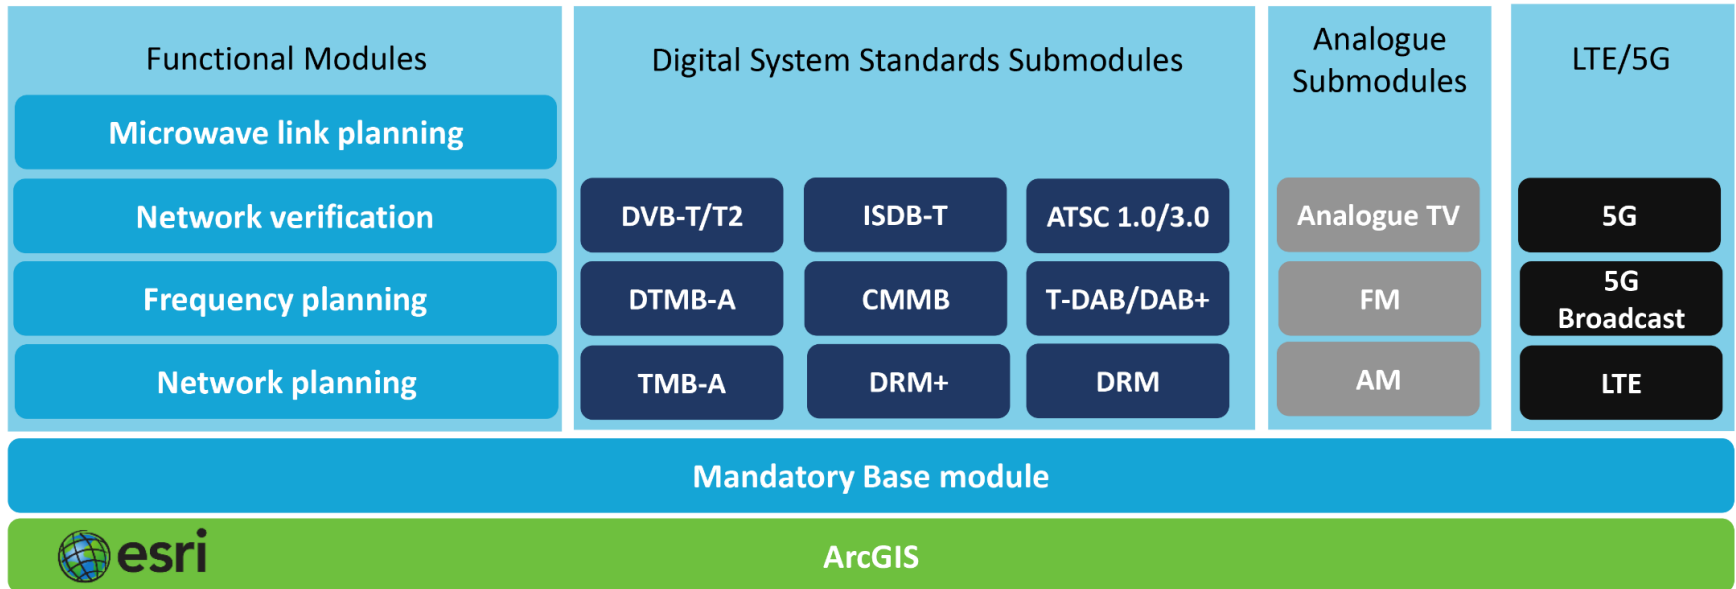 Functional Modules
Microwave link planning
Network verification
Frequency planning
Network planning
Digital System Standards Submodules
DVB-T/T2
ISDB-T
ATSC 1.0/3.0
DTMB-A
CMMB
T-DAB/DAB+
TMB-A
DRM+
DRM
Analogue
Submodules
Analogue TV
FM
AM
LTE/5G
5G
5G
Broadcast
LTE
Mandatory Base module
esri
ArcGIS